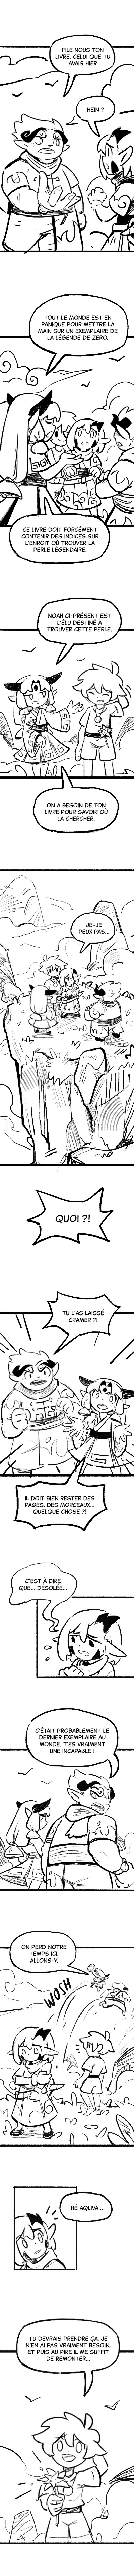 FILE NOUS TON
LIVRE, CELUI QUE TU
AVAIS HIER
HEIN ?
TOUT LE MONDE EST EN
PANIQUE POUR METTRE LA
MAIN SUR UN EXEMPLAIRE DE
LA LÉGENDE DE ZERO.
CE LIVRE DOIT FORCÉMENT
CONTENIR DES INDICES SUR
L'ENROIT OÙ TROUVER LA
PERLE LÉGENDAIRE.
NOAH CI-PRÉSENT EST
L'ÉLU DESTINÉ À
TROUVER CETTE PERLE.
ON A BESOIN DE TON
LIVRE POUR SAVOIR OÙ
LA CHERCHER.
JE-JE
PEUX PAS...
QUOI ?!
TU L'AS LAISSÉ
CRAMER ?!
IL DOIT BIEN RESTER DES
PAGES, DES MORCEAUX...
QUELQUE CHOSE ?!
C'EST À DIRE
QUE... DÉSOLÉE...
C'ÉTAIT PROBABLEMENT LE
DERNIER EXEMPLAIRE AU
MONDE. T'ES VRAIMENT
UNE INCAPABLE !
ON PERD NOTRE
TEMPS ICI,
ALLONS-Y.
WOSH
HÉ AQLIVA...
TU DEVRAIS PRENDRE ÇA, JE
N'EN AI PAS VRAIMENT BESOIN,
ET PUIS AU PIRE IL ME SUFFIT
DE REMONTER...